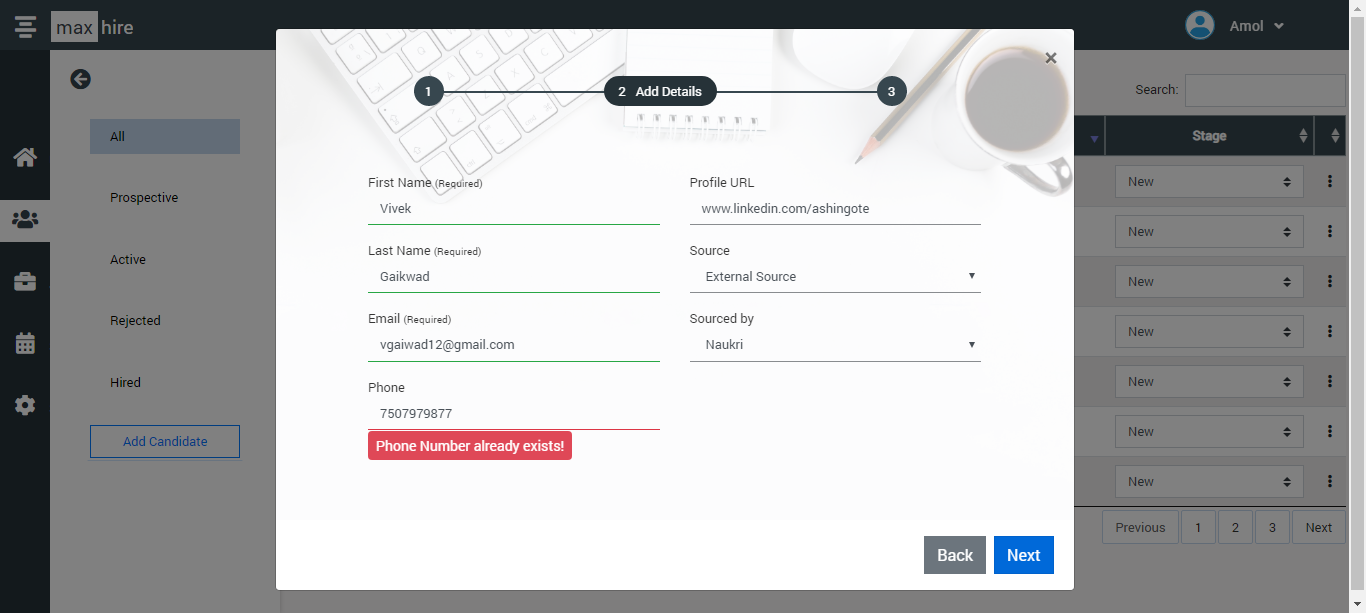 max hire
Amol
All
Prospective
Active
Rejected
Hired
Add Candidate
×
1
2 Add Details
3
First Name (Required)
Vivek
Last Name (Required)
Gaikwad
Email (Required)
vgaiwad12@gmail.com
Phone
7507979877
Phone Number already exists!
Profile URL
www.linkedin.com/ashingote
Source
External Source
Sourced by
Naukri
Back
Next
Search:
Stage
New
New
New
New
New
New
New
Previous 1 2 3 Next